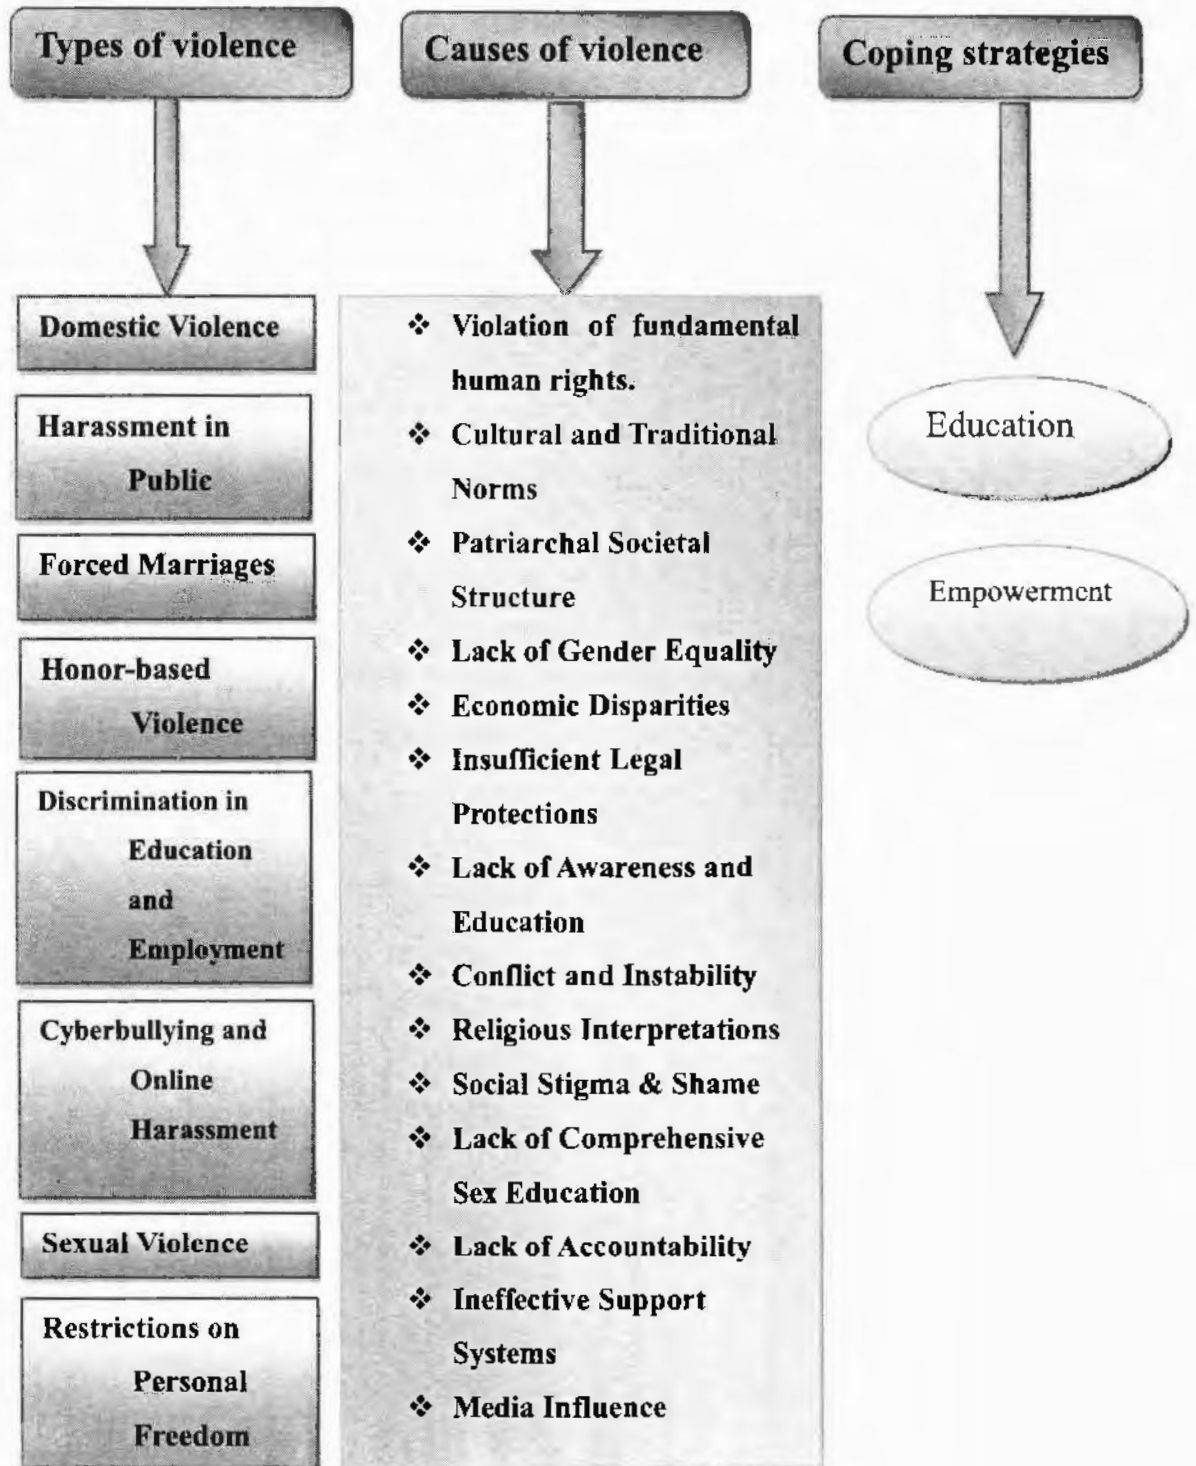 Types of violence
Causes of violence
Coping strategies
Domestic Violence
Harassment in
Public
Forced Marriages
Honor-based
Violence
Discrimination in
Education
and
Employment
Cyberbullying and
Online
Harassment
Sexual Violence
Restrictions on
Personal
Freedom
❖ Violation of fundamental
human rights.
❖ Cultural and Traditional
Norms
❖ Patriarchal Societal
Structure
❖ Lack of Gender Equality
❖ Economic Disparities
❖ Insufficient Legal
Protections
❖ Lack of Awareness and
Education
❖ Conflict and Instability
❖ Religious Interpretations
❖ Social Stigma & Shame
❖ Lack of Comprehensive
Sex Education
❖ Lack of Accountability
❖ Ineffective Support
Systems
❖ Media Influence
Education
Empowerment